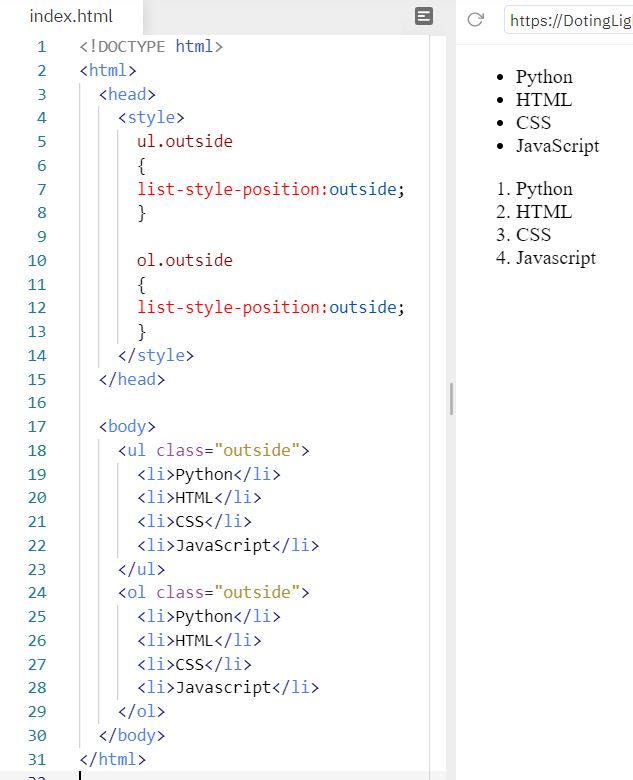 index.html
https://DotingLig
1 <!DOCTYPE html>
2 <html>
3 <head>
4 <style>
5 ul.outside
6 {
7 list-style-position:outside;
8 }
9
10 ol.outside
11 {
12 list-style-position:outside;
13 }
14 </style>
15 </head>
16
17 <body>
18 <ul class="outside">
19 <li>Python</li>
20 <li>HTML</li>
21 <li>CSS</li>
22 <li>JavaScript</li>
23 </ul>
24 <ol class="outside">
25 <li>Python</li>
26 <li>HTML</li>
27 <li>CSS</li>
28 <li>Javascript</li>
29 </ol>
30 </body>
31 </html>
32
• Python
• HTML
• CSS
• JavaScript
1. Python
2. HTML
3. CSS
4. Javascript